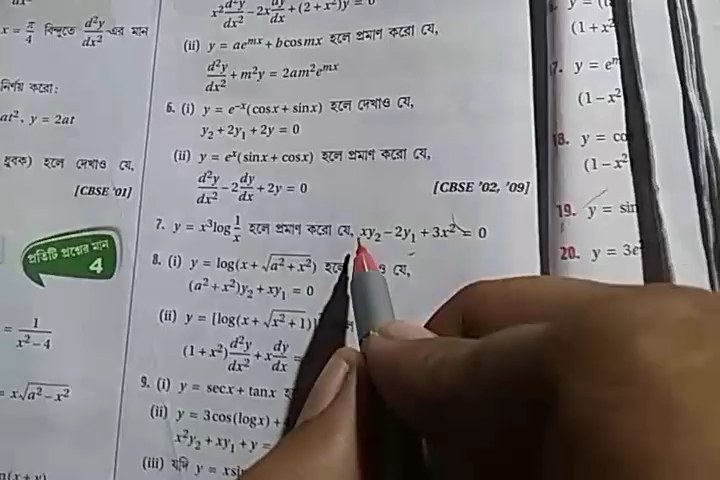 x = π/4 বিন্দুতে d²y/dx² এর মান
নির্ণয় করো:
at², y = 2at
ধ্রুবক) হলে দেখাও যে,
[CBSE '01]
প্রতিটি প্রশ্নের মান
4
= 1/(x²−4)
= x√(a²−x²)
x² d²y/dx² − 2x dy/dx + (2 + x²)y = 0
(ii) y = ae^(mx) + bcosmx হলে প্রমাণ করো যে,
d²y/dx² + m²y = 2am²e^(mx)
6. (i) y = e^(−x)(cosx + sinx) হলে দেখাও যে,
y₂ + 2y₁ + 2y = 0
(ii) y = e^x(sinx + cosx) হলে প্রমাণ করো যে,
d²y/dx² − 2 dy/dx + 2y = 0 [CBSE '02, '09]
7. y = x³log 1/x হলে প্রমাণ করো যে, xy₂ − 2y₁ + 3x² = 0
8. (i) y = log(x + √(a²+x²)) হলে যে,
(a² + x²)y₂ + xy₁ = 0
(ii) y = [log(x + √(x²+1))]
(1 + x²) d²y/dx² + x dy/dx =
9. (i) y = secx + tanx
(ii) y = 3cos(logx) +
x²y₂ + xy₁ + y =
(iii) যদি y =
(1 + x²
7. y = e
(1 − x²
18. y = co
(1 − x²
19. y = sin
20. y = 3e